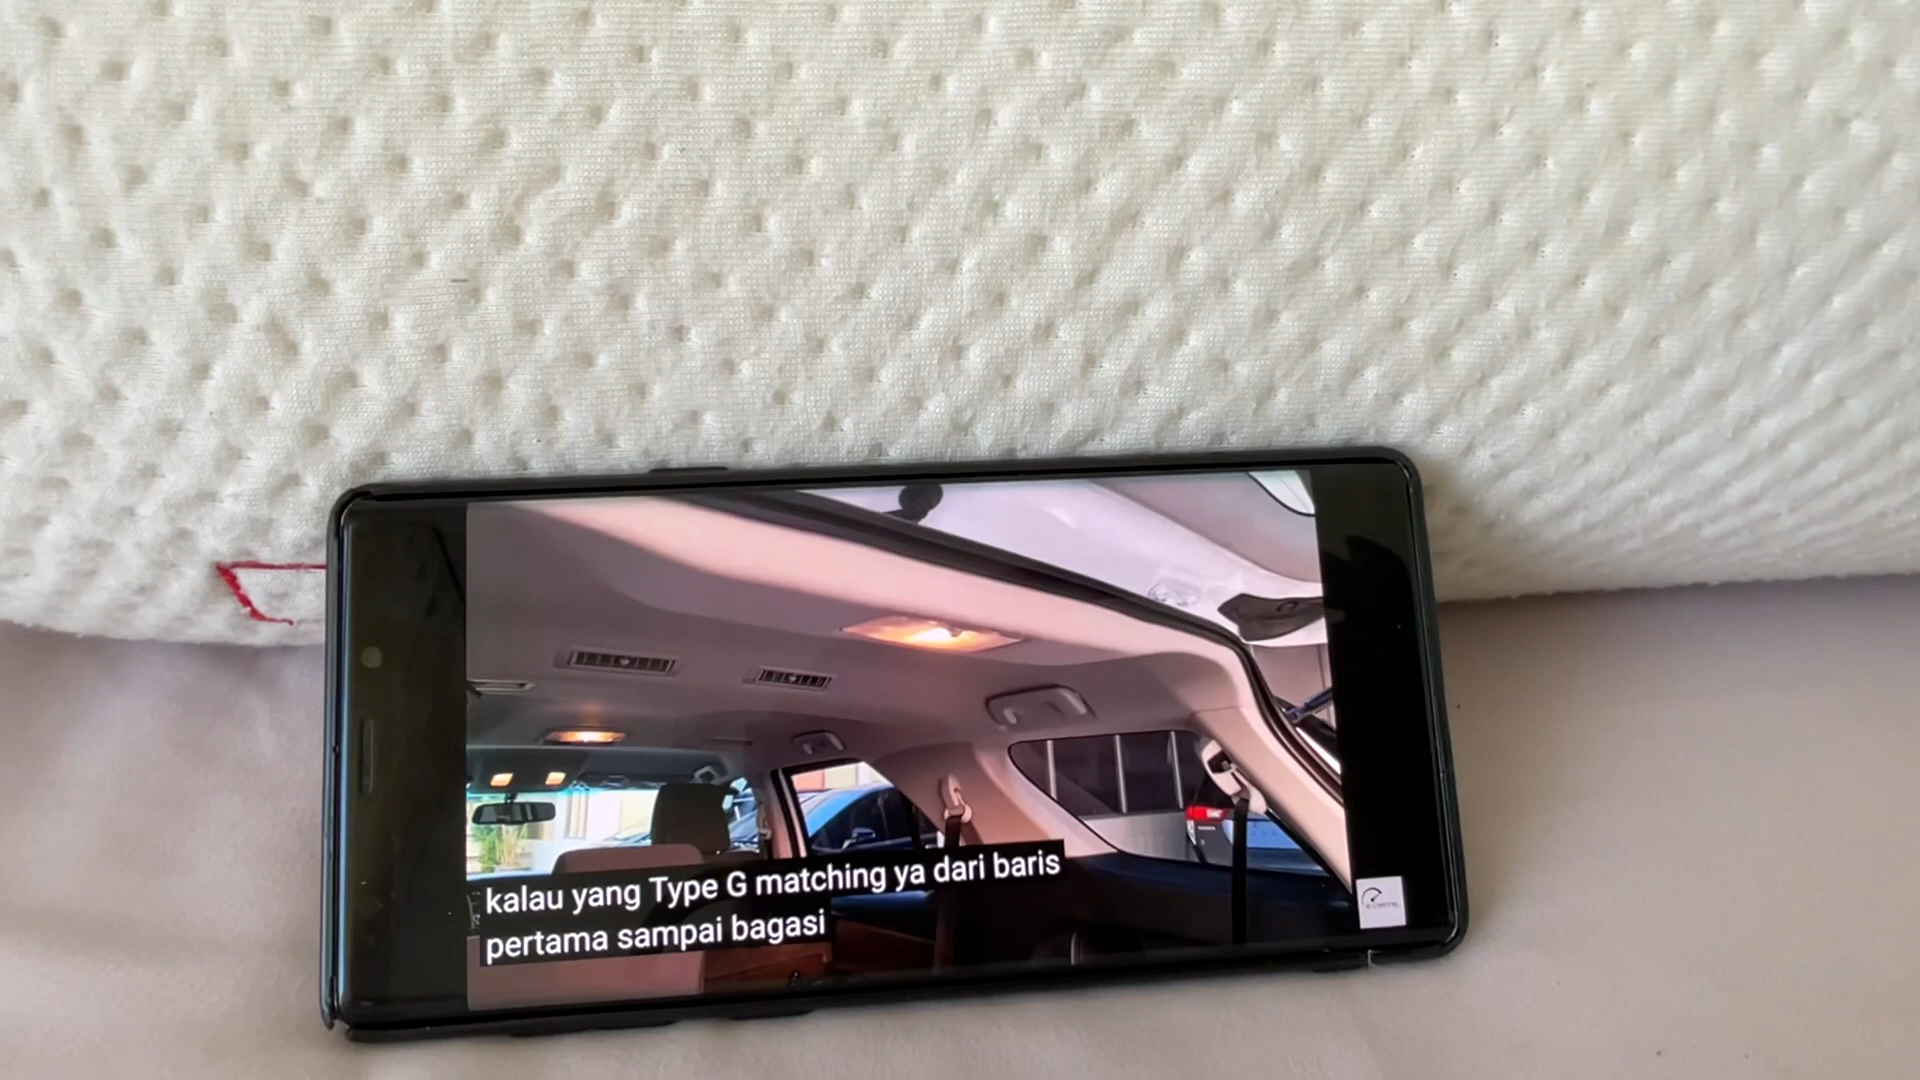 kalau yang Type G matching ya dari baris
pertama sampai bagasi